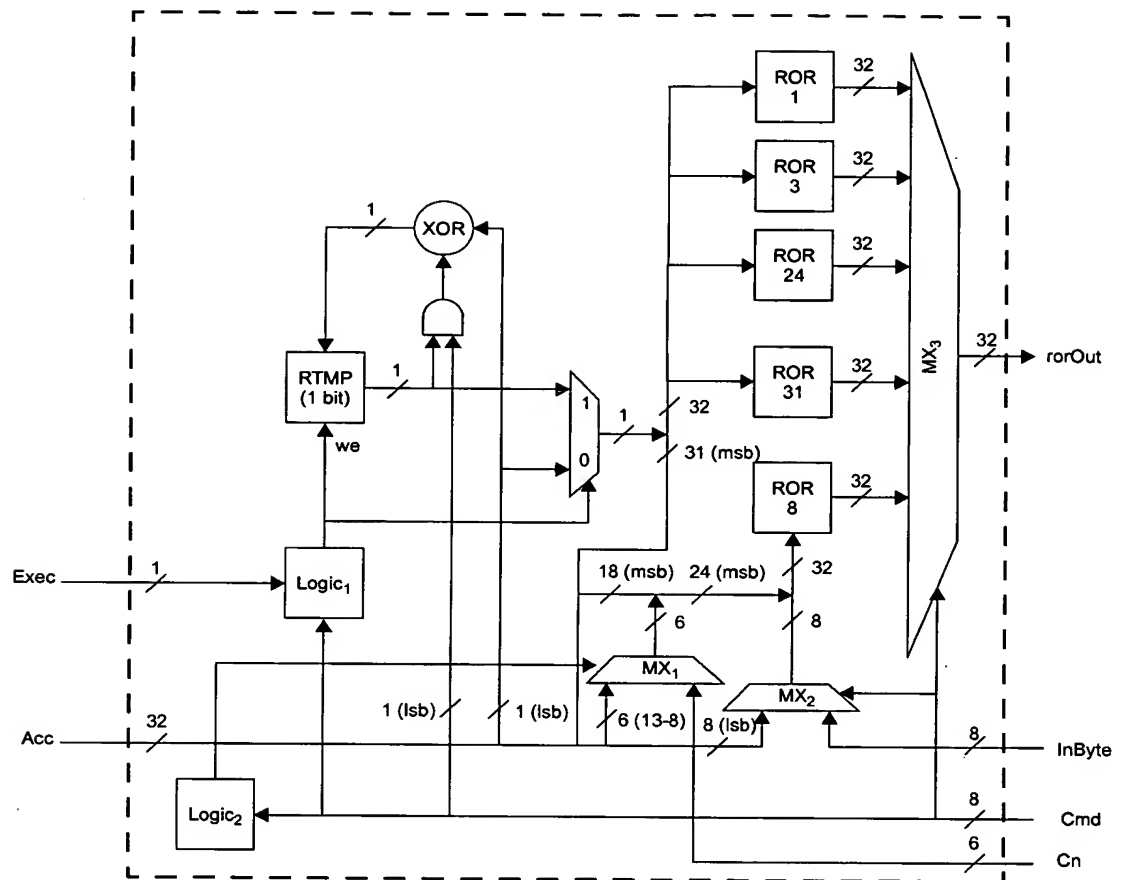 ROR
1
32
ROR
3
32
ROR
24
32
ROR
31
32
ROR
8
32
MX3
32
rorOut
1
XOR
RTMP
(1 bit)
1
we
1
0
1
32
31 (msb)
Exec
1
Logic1
18 (msb)
24 (msb)
32
6
8
MX1
MX2
1 (lsb)
1 (lsb)
6 (13-8)
8 (lsb)
Acc
32
8
InByte
Logic2
8
Cmd
6
Cn